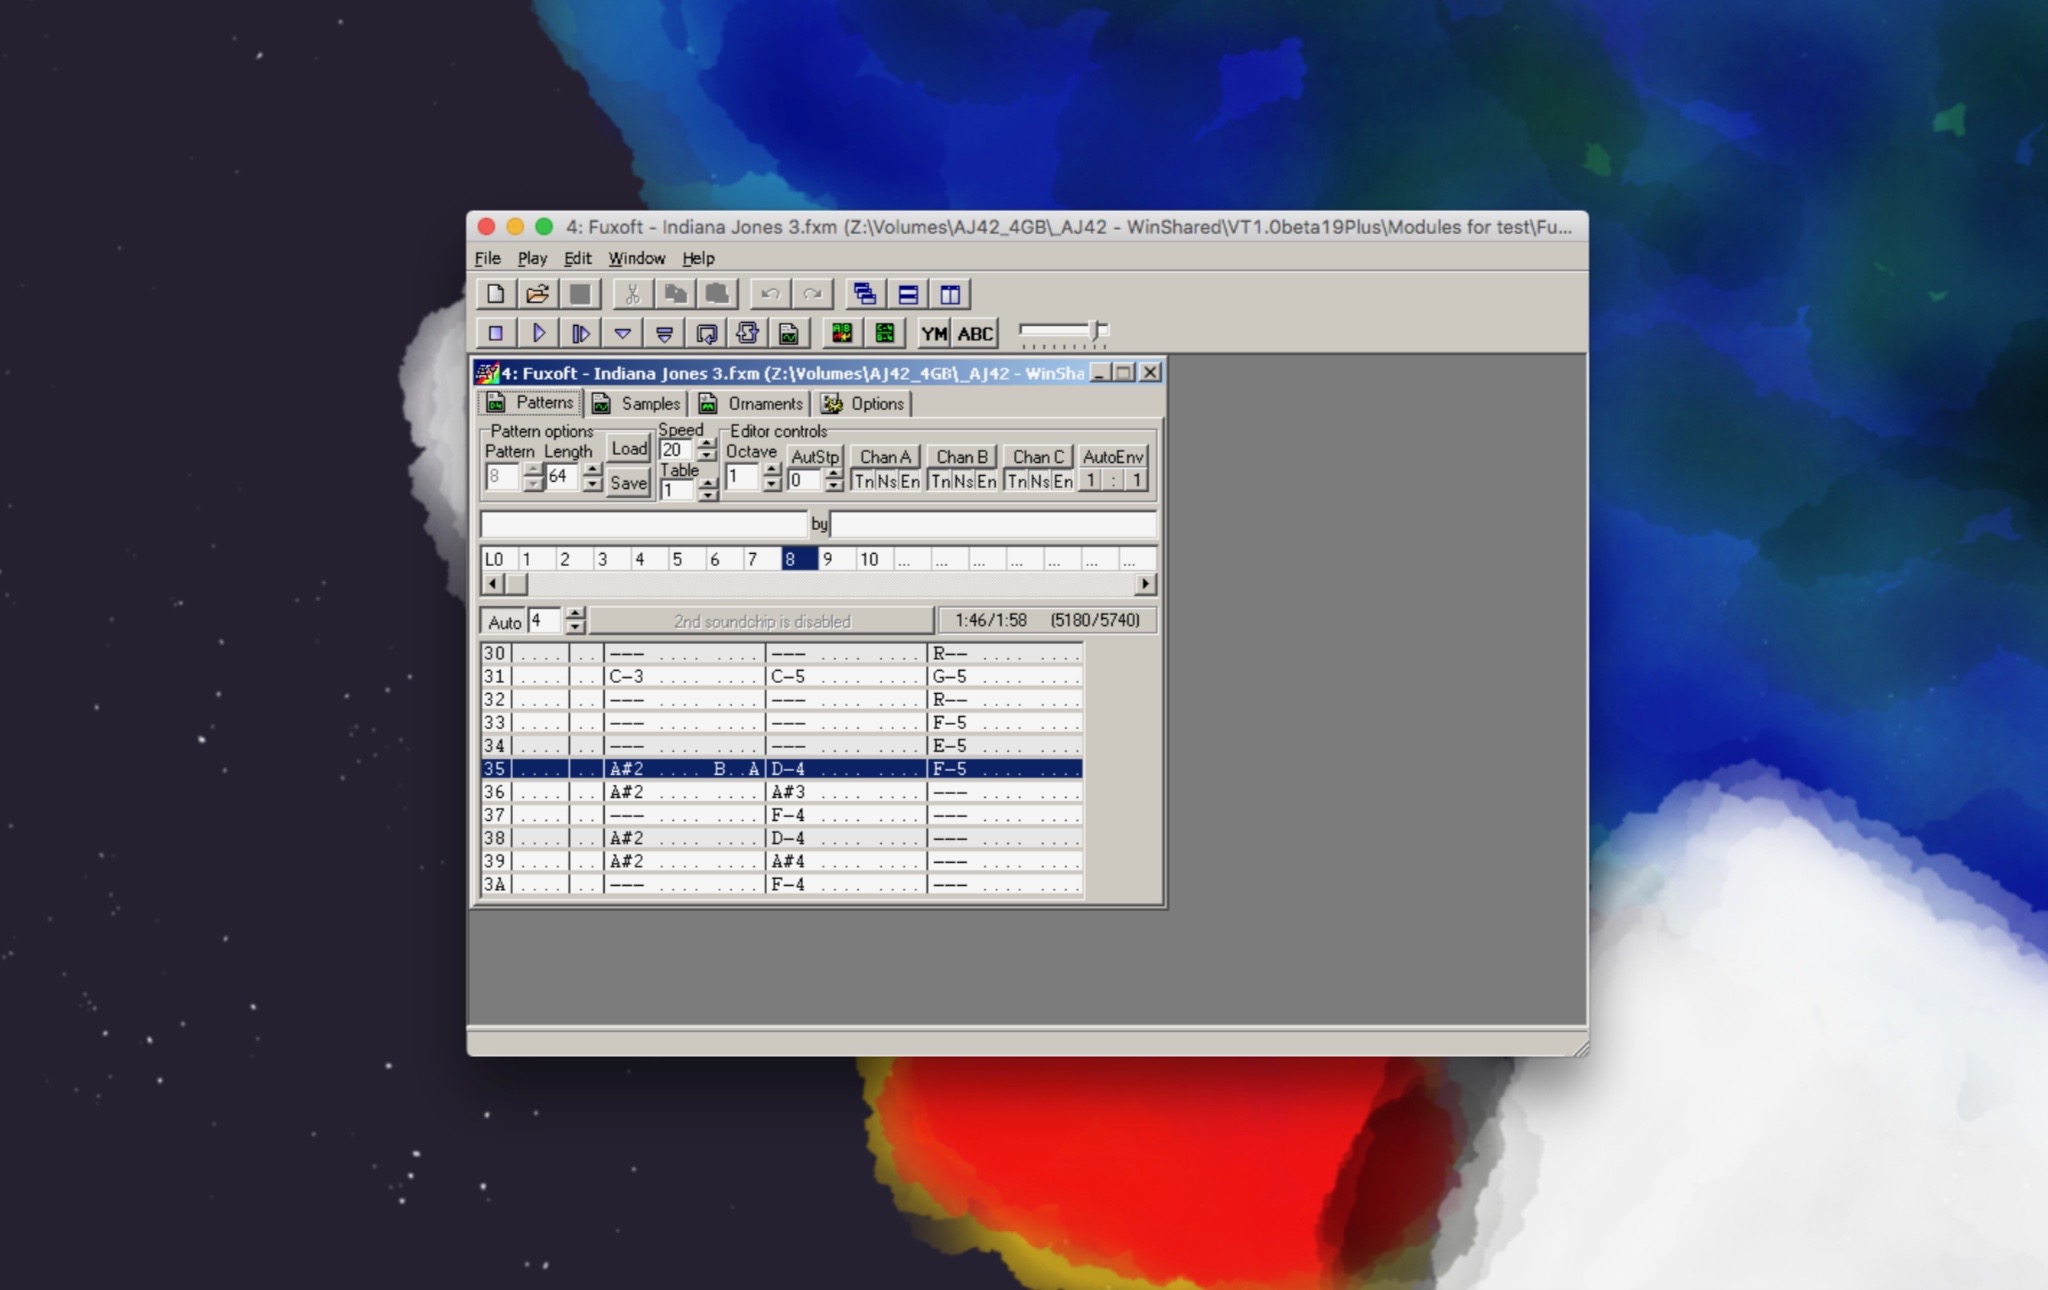 4: Fuxoft - Indiana Jones 3.fxm (Z:\Volumes\AJ42_4GB\_AJ42 - WinShared\VT1.0beta19Plus\Modules for test\Fu...
File Play Edit Window Help
YM ABC
4: Fuxoft - Indiana Jones 3.fxm (Z:\Volumes\AJ42_4GB\_AJ42 - WinSha
Patterns Samples Ornaments Options
Pattern options Speed Editor controls
Pattern Length Load 20 Octave AutStp Chan A Chan B Chan C AutoEnv
8 64 Save Table 1 1 0 Tn Ns En Tn Ns En Tn Ns En 1 : 1
by
L0 1 2 3 4 5 6 7 8 9 10 ... ... ... ... ... ... ...
Auto 4 2nd soundchip is disabled 1:46/1:58 (5180/5740)
30|....|..|--- .... ....|--- .... ....|R-- .... ....
31|....|..|C-3 .... ....|C-5 .... ....|G-5 .... ....
32|....|..|--- .... ....|--- .... ....|R-- .... ....
33|....|..|--- .... ....|--- .... ....|F-5 .... ....
34|....|..|--- .... ....|--- .... ....|E-5 .... ....
35|....|..|A#2 .... B..A|D-4 .... ....|F-5 .... ....
36|....|..|A#2 .... ....|A#3 .... ....|--- .... ....
37|....|..|--- .... ....|F-4 .... ....|--- .... ....
38|....|..|A#2 .... ....|D-4 .... ....|--- .... ....
39|....|..|A#2 .... ....|A#4 .... ....|--- .... ....
3A|....|..|--- .... ....|F-4 .... ....|--- .... ....